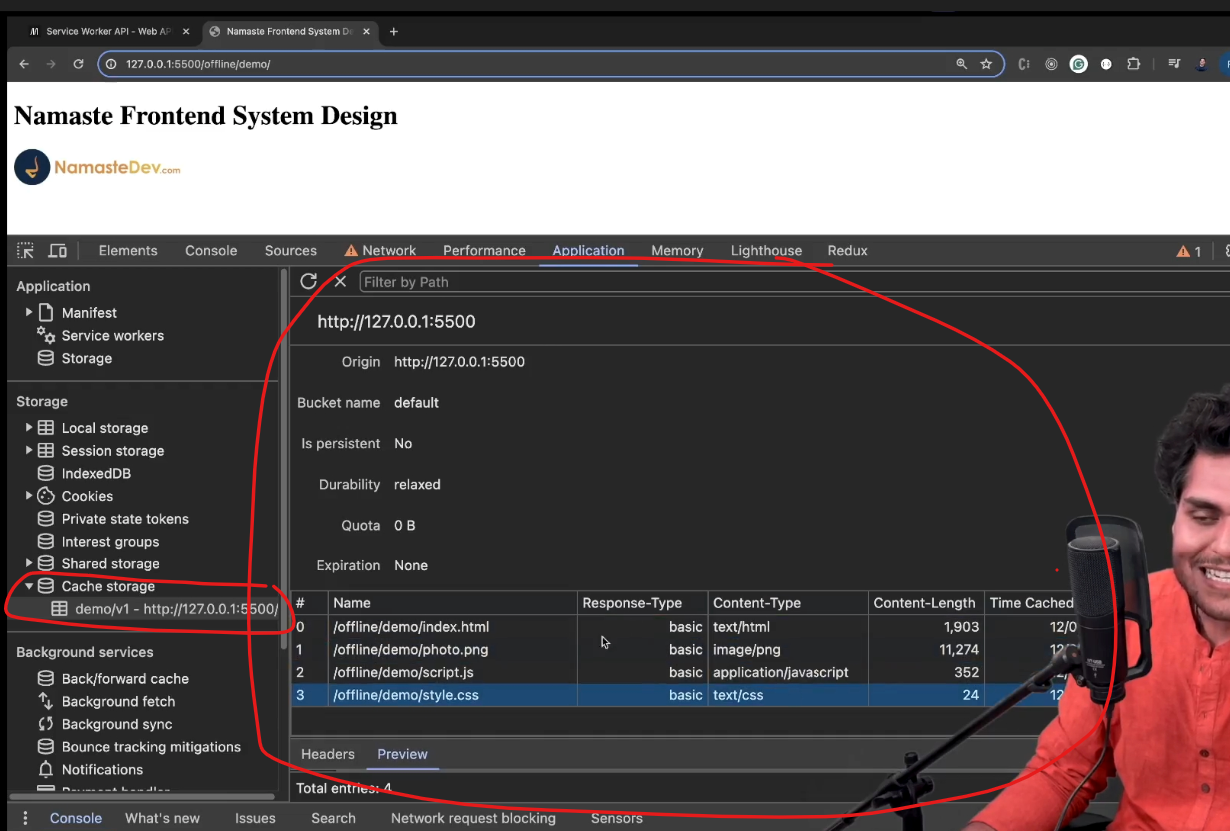 Service Worker API - Web AP
Namaste Frontend System De
127.0.0.1:5500/offline/demo/
Namaste Frontend System Design
NamasteDev.com
Elements Console Sources Network Performance Application Memory Lighthouse Redux 1
Application
Manifest
Service workers
Storage
Storage
Local storage
Session storage
IndexedDB
Cookies
Private state tokens
Interest groups
Shared storage
Cache storage
demo/v1 - http://127.0.0.1:5500/
Background services
Back/forward cache
Background fetch
Background sync
Bounce tracking mitigations
Notifications
Filter by Path
http://127.0.0.1:5500
Origin http://127.0.0.1:5500
Bucket name default
Is persistent No
Durability relaxed
Quota 0 B
Expiration None
# Name Response-Type Content-Type Content-Length Time Cached
0 /offline/demo/index.html basic text/html 1,903 12/0
1 /offline/demo/photo.png basic image/png 11,274
2 /offline/demo/script.js basic application/javascript 352
3 /offline/demo/style.css basic text/css 24 12
Headers Preview
Total entries: 4
Console What's new Issues Search Network request blocking Sensors